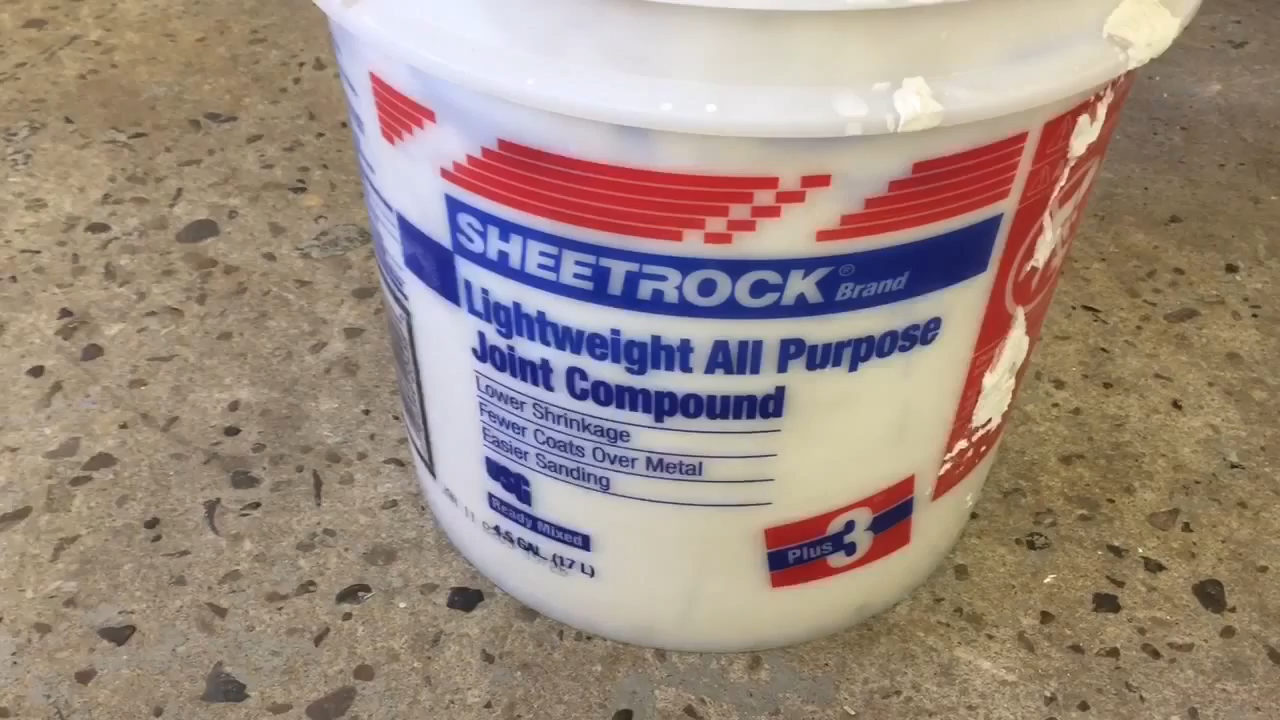 SHEETROCK® Brand
Lightweight All Purpose
Joint Compound
Lower Shrinkage
Fewer Coats Over Metal
Easier Sanding
USG
Ready Mixed
4.5 GAL. (17 L)
Plus 3